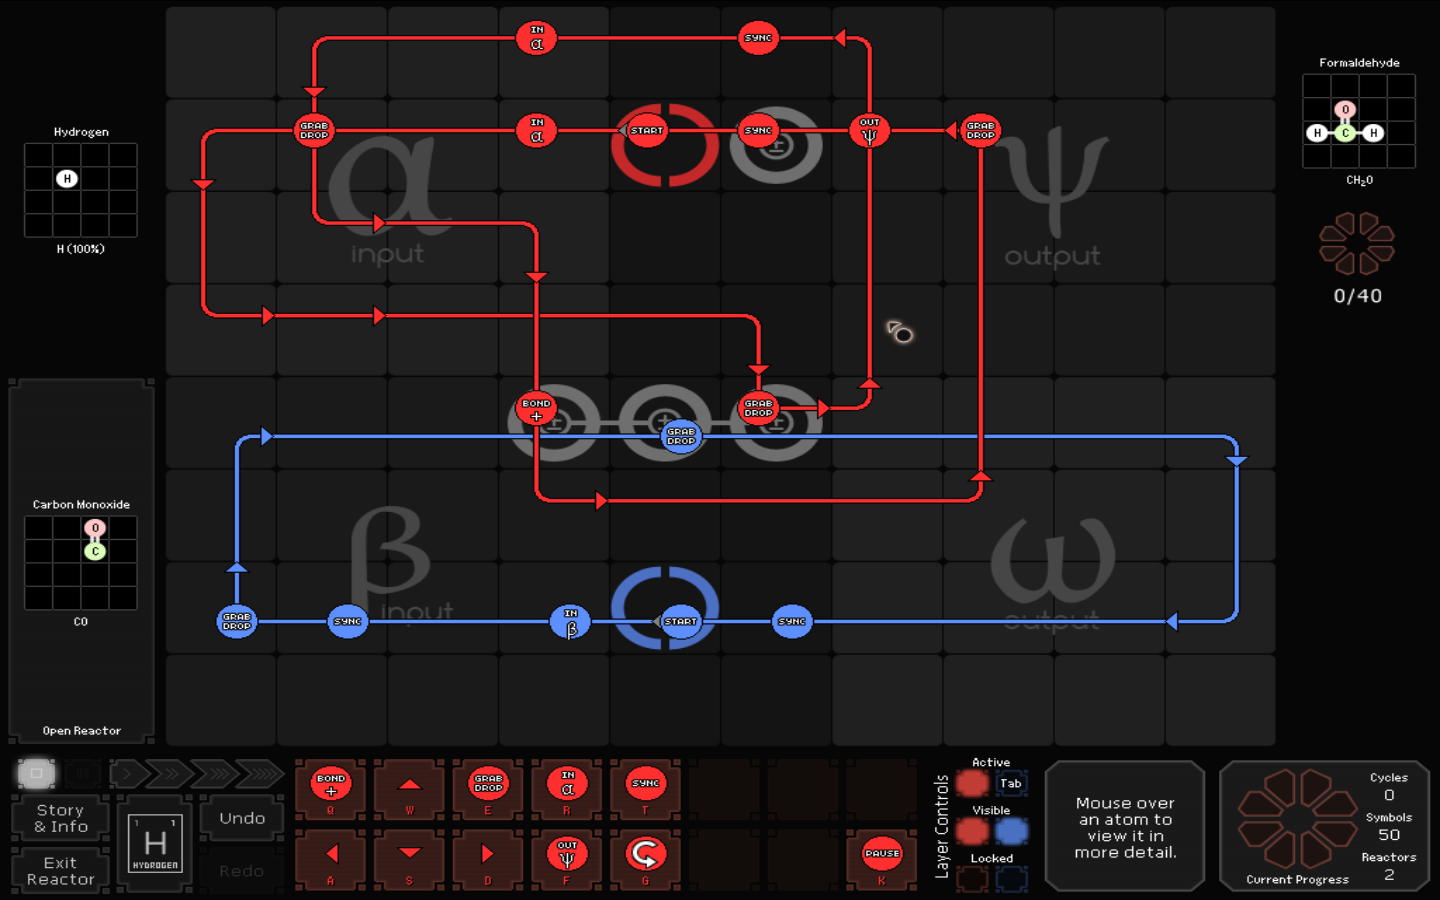 IN
α
SYNC
Formaldehyde
O
H C H
CH₂O
Hydrogen
H
H (100%)
GRAB
DROP
IN
α
START
SYNC
±
OUT
ψ
GRAB
DROP
α
input
ψ
output
0/40
BOND
+
±
±
GRAB
DROP
±
GRAB
DROP
Carbon Monoxide
O
C
CO
Open Reactor
β
input
ω
output
GRAB
DROP
SYNC
IN
β
START
SYNC
Story
& Info
Exit
Reactor
1 1
H
HYDROGEN
Undo
Redo
BOND
+
Q
W
GRAB
DROP
E
IN
α
R
SYNC
T
A
S
D
OUT
ψ
F
G
PAUSE
K
Layer Controls
Active
Tab
Visible
Locked
Mouse over
an atom to
view it in
more detail.
Current Progress
Cycles
0
Symbols
50
Reactors
2